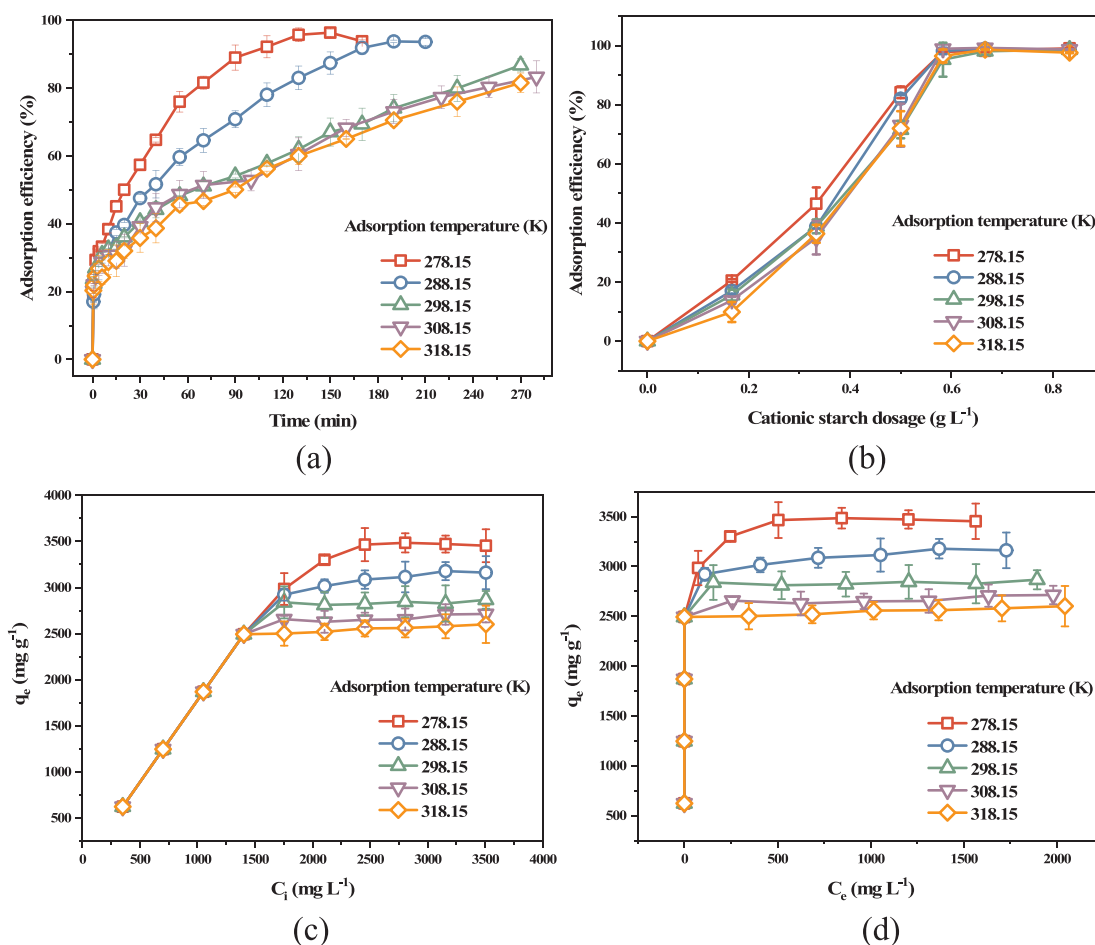 100
80
60
40
20
0
Adsorption efficiency (%)
Adsorption temperature (K)
278.15
288.15
298.15
308.15
318.15
0 30 60 90 120 150 180 210 240 270
Time (min)
(a)
100
80
60
40
20
0
Adsorption efficiency (%)
Adsorption temperature (K)
278.15
288.15
298.15
308.15
318.15
0.0 0.2 0.4 0.6 0.8
Cationic starch dosage (g L⁻¹)
(b)
4000
3500
3000
2500
2000
1500
1000
500
qₑ (mg g⁻¹)
Adsorption temperature (K)
278.15
288.15
298.15
308.15
318.15
0 500 1000 1500 2000 2500 3000 3500 4000
Cᵢ (mg L⁻¹)
(c)
3500
3000
2500
2000
1500
1000
500
qₑ (mg g⁻¹)
Adsorption temperature (K)
278.15
288.15
298.15
308.15
318.15
0 500 1000 1500 2000
Cₑ (mg L⁻¹)
(d)